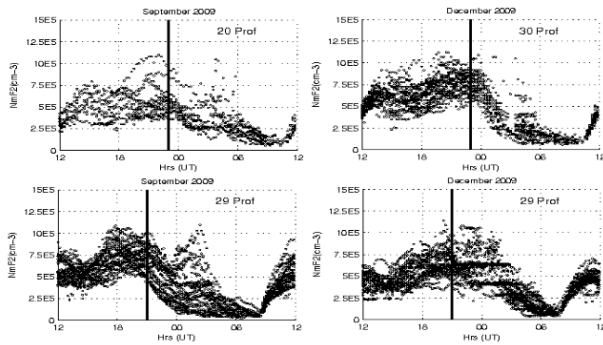 September 2009
20 Prof
15E5
12.5E5
10E5
7.5E5
5E5
2.5E5
0
NmF2(cm-3)
12 18 00 06 12
Hrs (UT)
December 2009
30 Prof
15E5
12.5E5
10E5
7.5E5
5E5
2.5E5
0
NmF2(cm-3)
12 18 00 06 12
Hrs (UT)
September 2009
29 Prof
15E5
12.5E5
10E5
7.5E5
5E5
2.5E5
0
NmF2(cm-3)
12 18 00 06 12
Hrs (UT)
December 2009
29 Prof
15E5
12.5E5
10E5
7.5E5
5E5
2.5E5
0
NmF2(cm-3)
12 18 00 06 12
Hrs (UT)